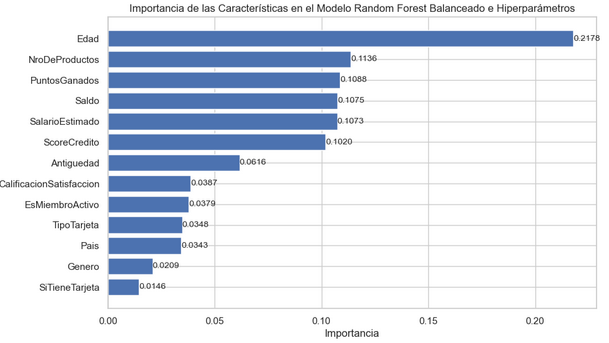 Importancia de las Características en el Modelo Random Forest Balanceado e Hiperparámetros
Edad 0.2178
NroDeProductos 0.1136
PuntosGanados 0.1088
Saldo 0.1075
SalarioEstimado 0.1073
ScoreCredito 0.1020
Antiguedad 0.0616
CalificacionSatisfaccion 0.0387
EsMiembroActivo 0.0379
TipoTarjeta 0.0348
Pais 0.0343
Genero 0.0209
SiTieneTarjeta 0.0146
0.00 0.05 0.10 0.15 0.20
Importancia